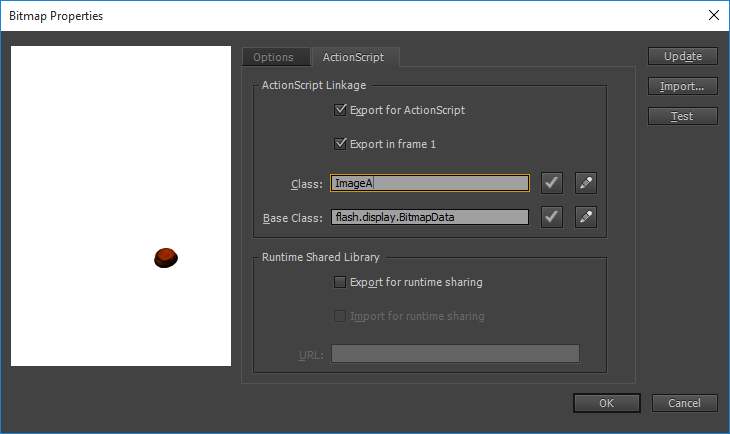 Bitmap Properties
Options
ActionScript
Update
ActionScript Linkage
Import...
Export for ActionScript
Test
Export in frame 1
Class:
ImageA
Base Class:
flash.display.BitmapData
Runtime Shared Library
Export for runtime sharing
Import for runtime sharing
URL:
OK
Cancel